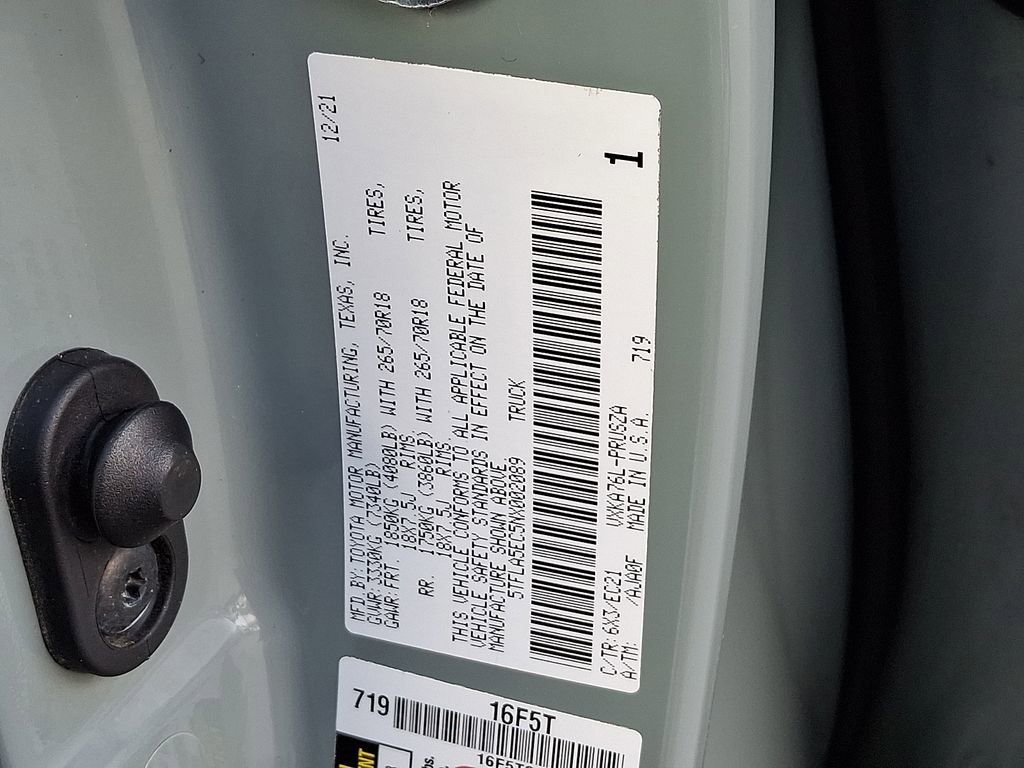 MFD.BY: TOYOTA MOTOR MANUFACTURING, TEXAS, INC. 12/21
GVWR: 3330KG (7340LB)
GAWR: FRT. 1850KG (4080LB) WITH 265/70R18 TIRES,
18X7.5J RIMS
RR. 1750KG (3860LB) WITH 265/70R18 TIRES,
18X7.5J RIMS
THIS VEHICLE CONFORMS TO ALL APPLICABLE FEDERAL MOTOR
VEHICLE SAFETY STANDARDS IN EFFECT ON THE DATE OF
MANUFACTURE SHOWN ABOVE
5TFLA5EC5NX002089 TRUCK
1
C/TR: 6X3/EC21 VXKA76L-PRUSZA 719
A/TM: /AJA0F MADE IN U.S.A.
719 16F5T